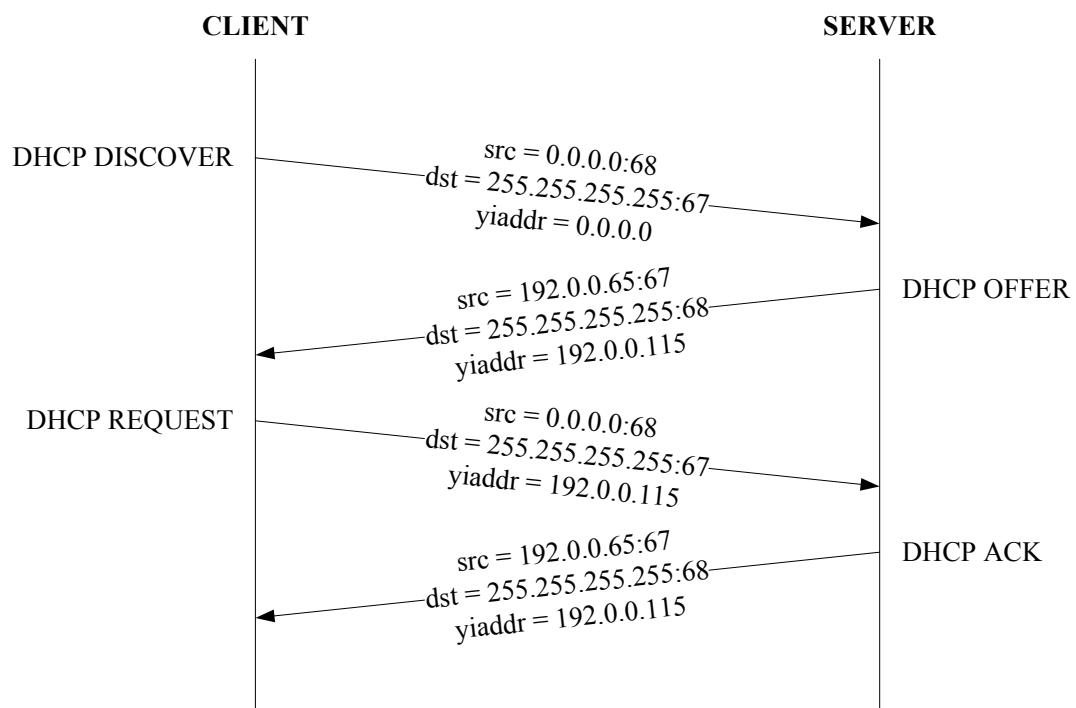 CLIENT
SERVER
DHCP DISCOVER
src = 0.0.0.0:68
dst = 255.255.255.255:67
yiaddr = 0.0.0.0
DHCP OFFER
src = 192.0.0.65:67
dst = 255.255.255.255:68
yiaddr = 192.0.0.115
DHCP REQUEST
src = 0.0.0.0:68
dst = 255.255.255.255:67
yiaddr = 192.0.0.115
DHCP ACK
src = 192.0.0.65:67
dst = 255.255.255.255:68
yiaddr = 192.0.0.115